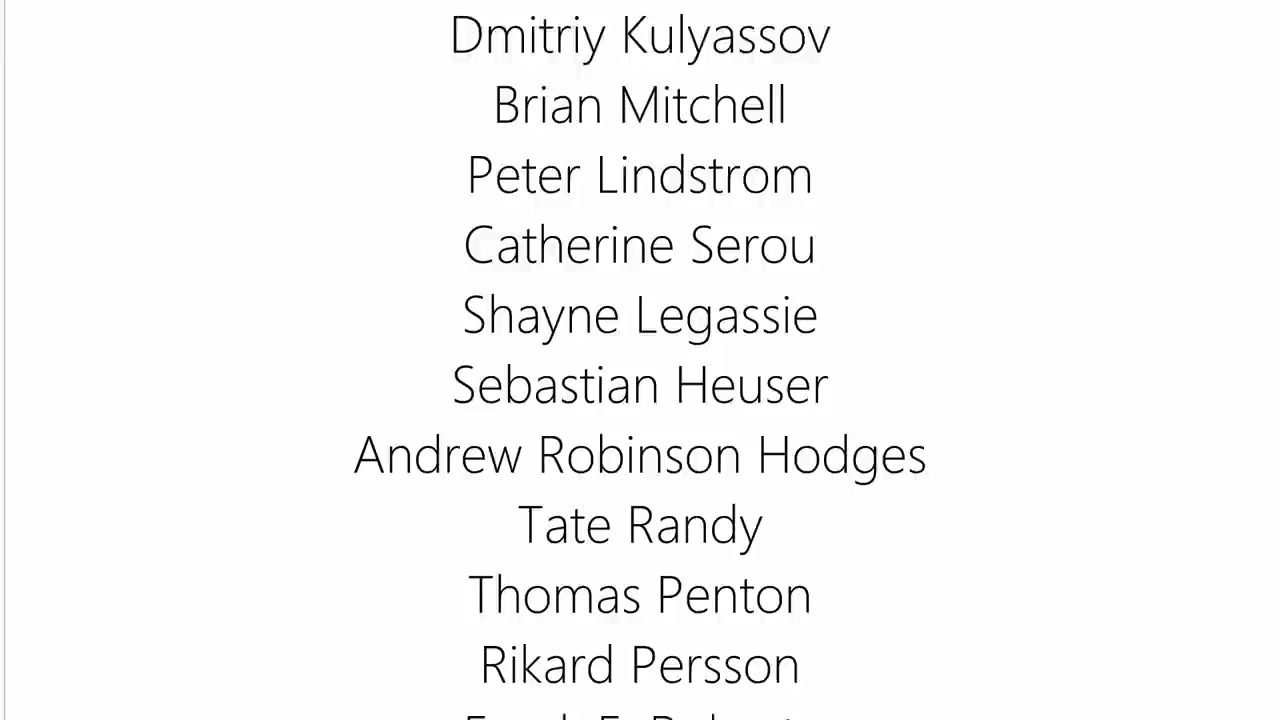 Dmitriy Kulyassov
Brian Mitchell
Peter Lindstrom
Catherine Serou
Shayne Legassie
Sebastian Heuser
Andrew Robinson Hodges
Tate Randy
Thomas Penton
Rikard Persson